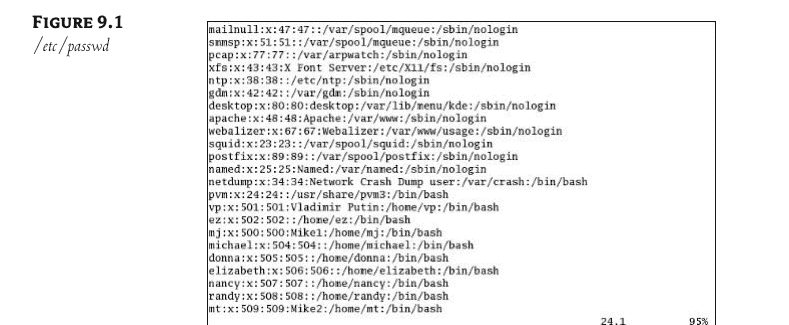 FIGURE 9.1
/etc/passwd
mailnull:x:47:47::/var/spool/mqueue:/sbin/nologin
smmsp:x:51:51::/var/spool/mqueue:/sbin/nologin
pcap:x:77:77::/var/arpwatch:/sbin/nologin
xfs:x:43:43:X Font Server:/etc/X11/fs:/sbin/nologin
ntp:x:38:38::/etc/ntp:/sbin/nologin
gdm:x:42:42::/var/gdm:/sbin/nologin
desktop:x:80:80:desktop:/var/lib/menu/kde:/sbin/nologin
apache:x:48:48:Apache:/var/www:/sbin/nologin
webalizer:x:67:67:Webalizer:/var/www/usage:/sbin/nologin
squid:x:23:23::/var/spool/squid:/sbin/nologin
postfix:x:89:89::/var/spool/postfix:/sbin/nologin
named:x:25:25:Named:/var/named:/sbin/nologin
netdump:x:34:34:Network Crash Dump user:/var/crash:/bin/bash
pvm:x:24:24::/usr/share/pvm3:/bin/bash
vp:x:501:501:Vladimir Putin:/home/vp:/bin/bash
ez:x:502:502::/home/ez:/bin/bash
mj:x:500:500:Mike1:/home/mj:/bin/bash
michael:x:504:504::/home/michael:/bin/bash
donna:x:505:505::/home/donna:/bin/bash
elizabeth:x:506:506::/home/elizabeth:/bin/bash
nancy:x:507:507::/home/nancy:/bin/bash
randy:x:508:508::/home/randy:/bin/bash
mt:x:509:509:Mike2:/home/mt:/bin/bash
24,1 95%